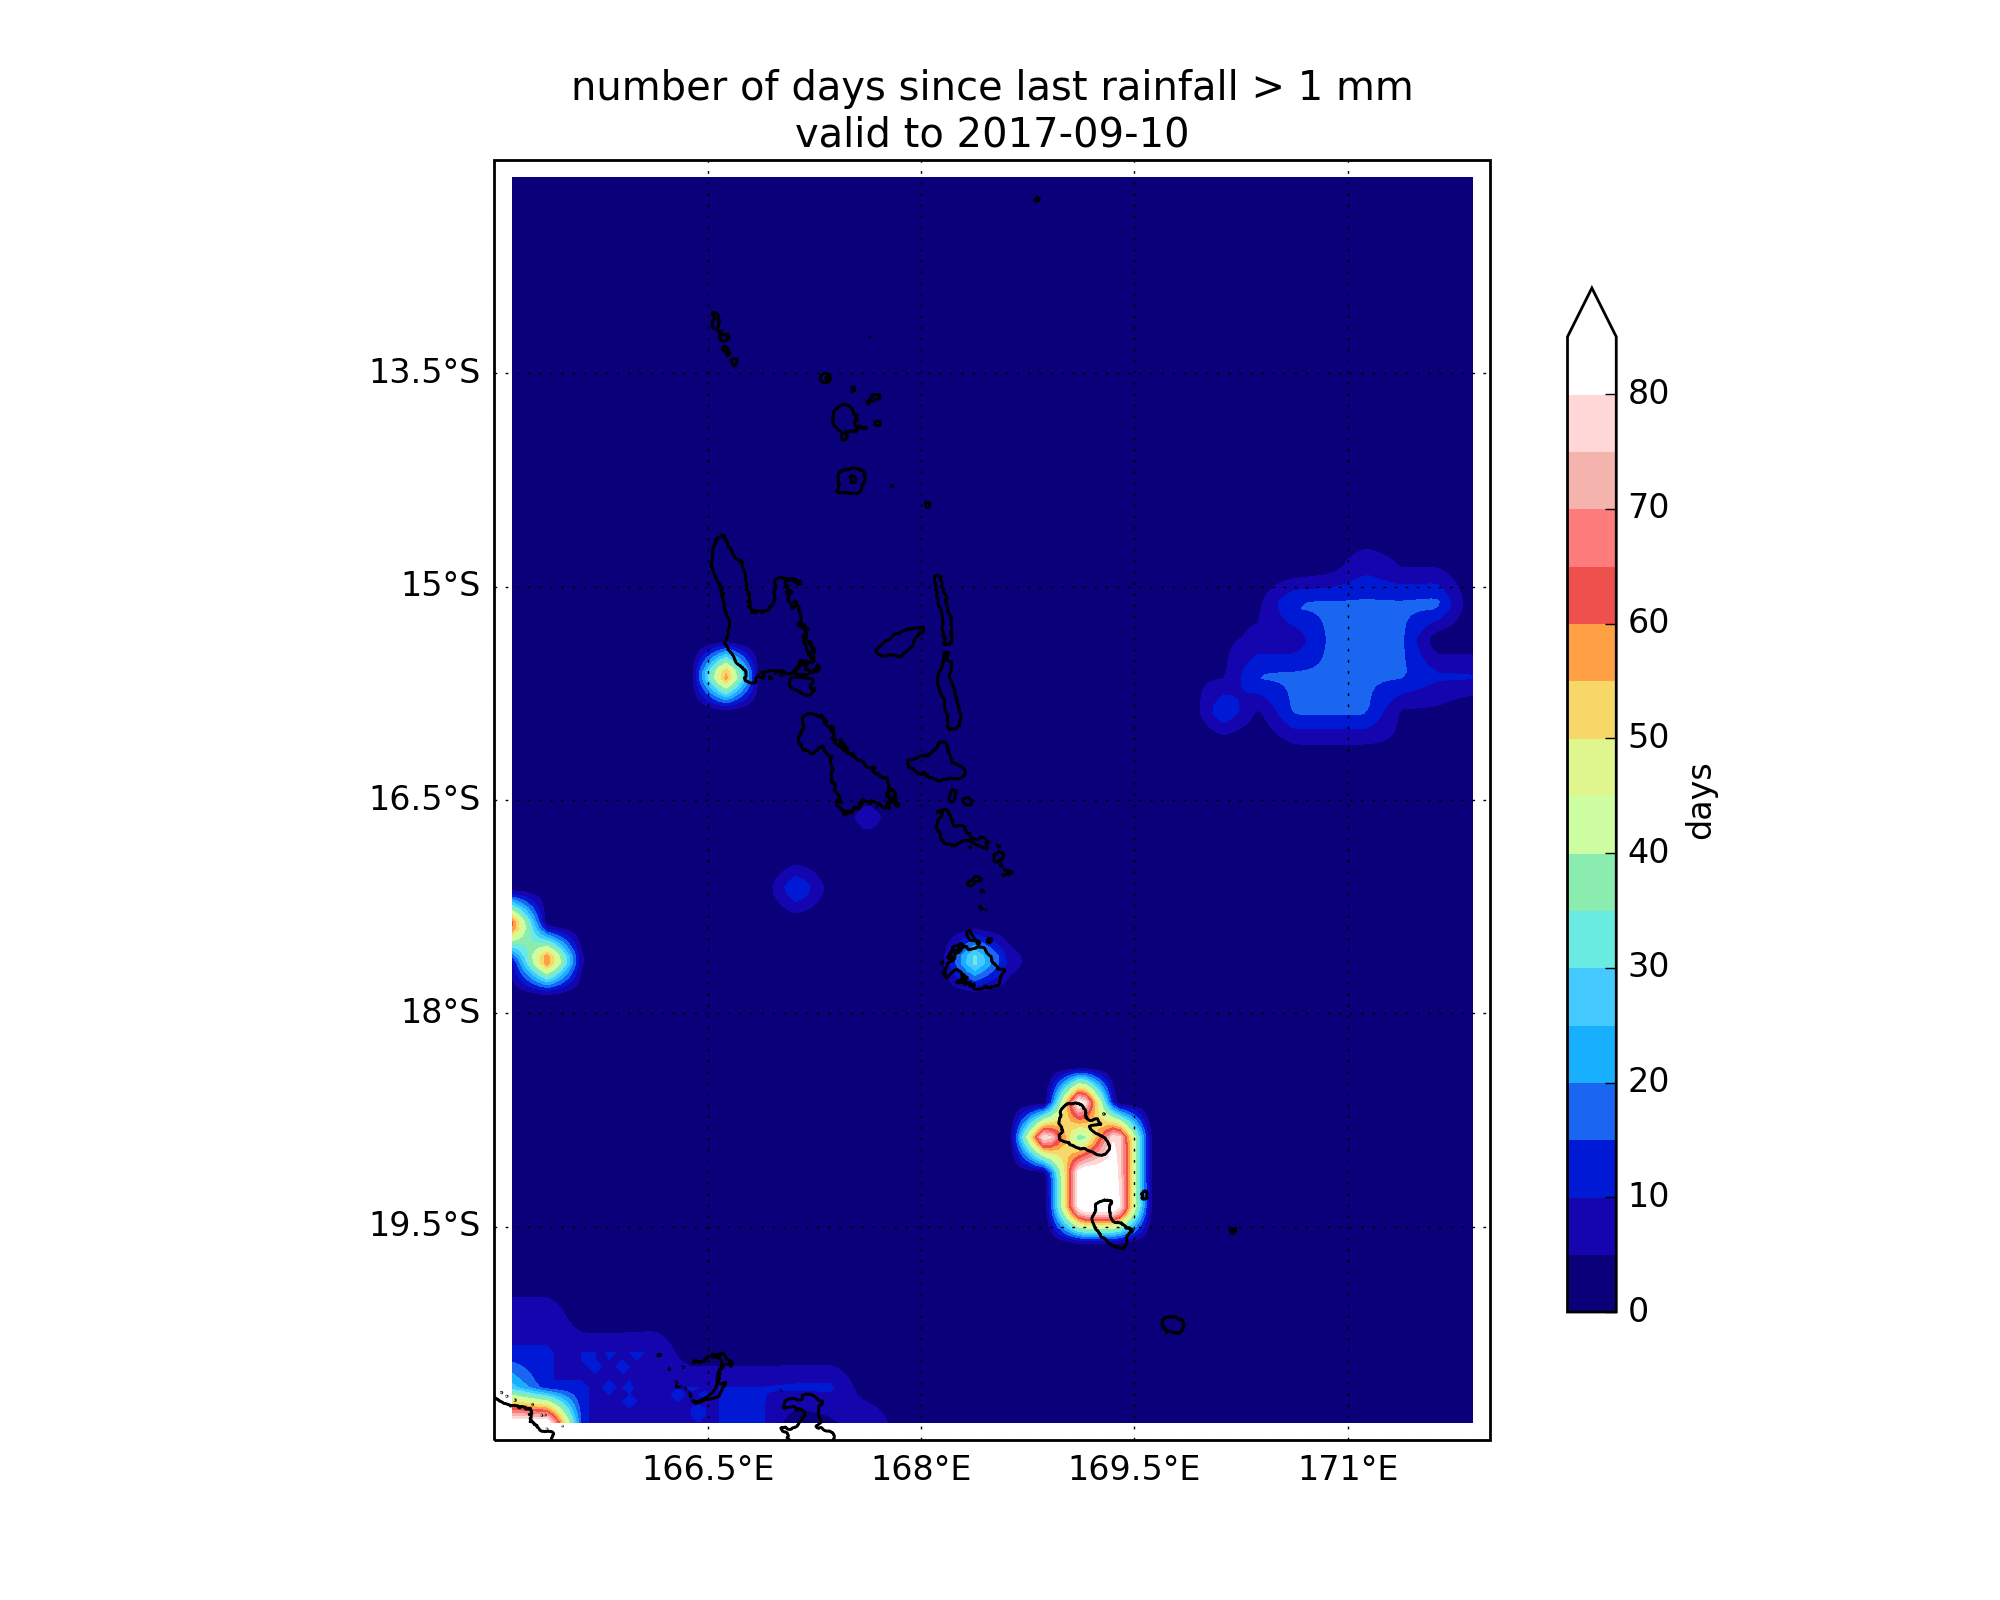 number of days since last rainfall > 1 mm
valid to 2017-09-10
13.5°S
15°S
16.5°S
18°S
19.5°S
166.5°E
168°E
169.5°E
171°E
80
70
60
50
40
30
20
10
0
days